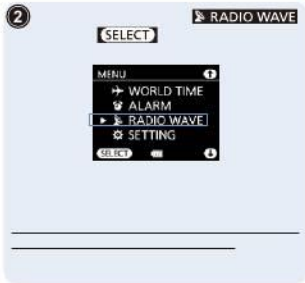 2 RADIO WAVE
SELECT
MENU
WORLD TIME
ALARM
RADIO WAVE
SETTING
SELECT